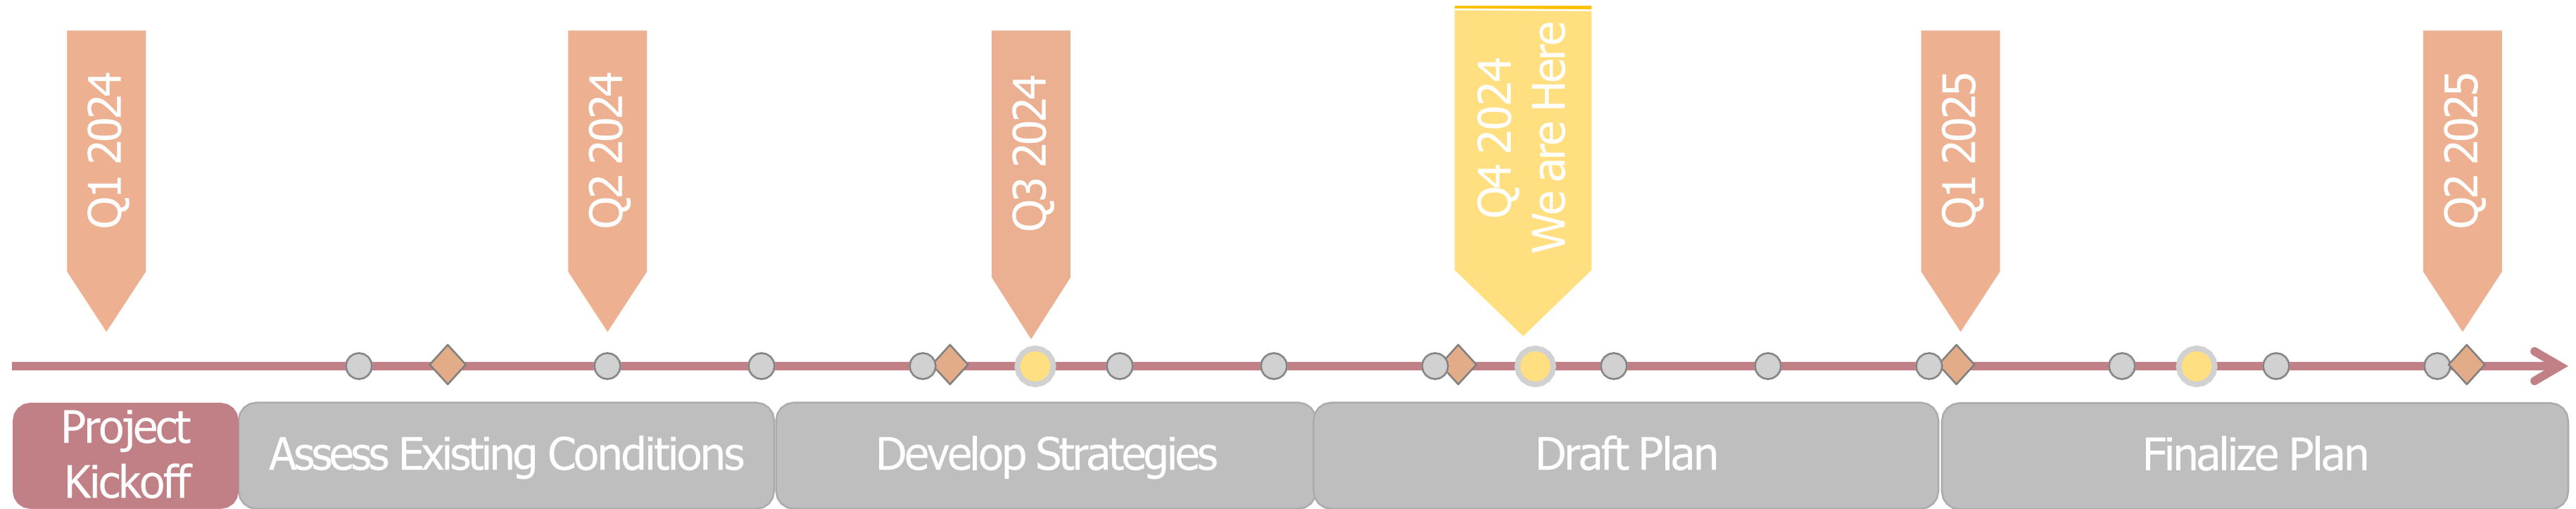 Q1 2024
Q2 2024
Q3 2024
Q4 2024
We are Here
Q1 2025
Q2 2025
Project
Kickoff
Assess Existing Conditions
Develop Strategies
Draft Plan
Finalize Plan